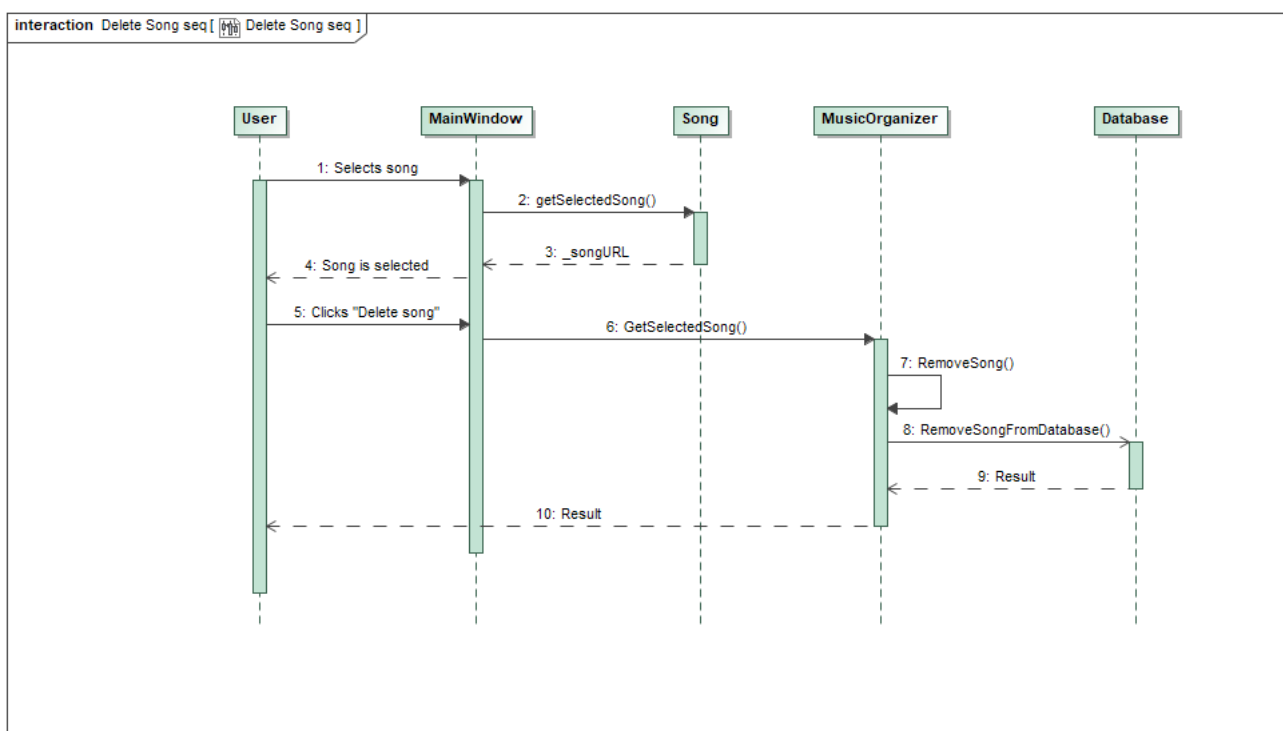 interaction Delete Song seq[ Delete Song seq ]
User
MainWindow
Song
MusicOrganizer
Database
1: Selects song
2: getSelectedSong()
3: _songURL
4: Song is selected
5: Clicks "Delete song"
6: GetSelectedSong()
7: RemoveSong()
8: RemoveSongFromDatabase()
9: Result
10: Result